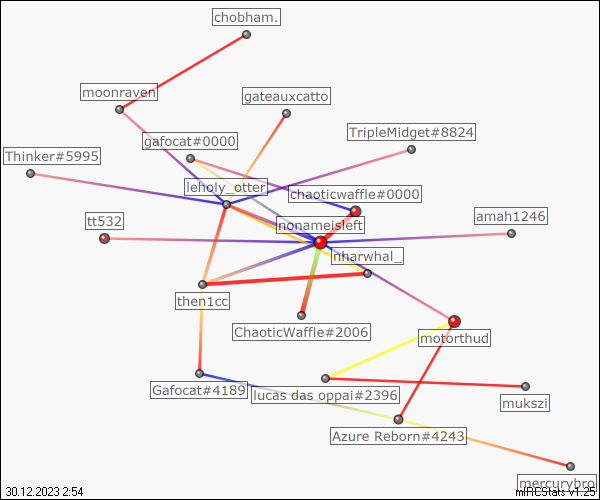 chobham.
moonraven
gateauxcatto
gafocat#0000
TripleMidget#8824
Thinker#5995
leholy_otter
chaoticwaffle#0000
tt532
nonameisleft
amah1246
nharwhal_
then1cc
ChaoticWaffle#2006
motorthud
Gafocat#4189
lucas das oppai#2396
mukszi
Azure Reborn#4243
mercurybro
30.12.2023 2:54
mIRCStats v1.25